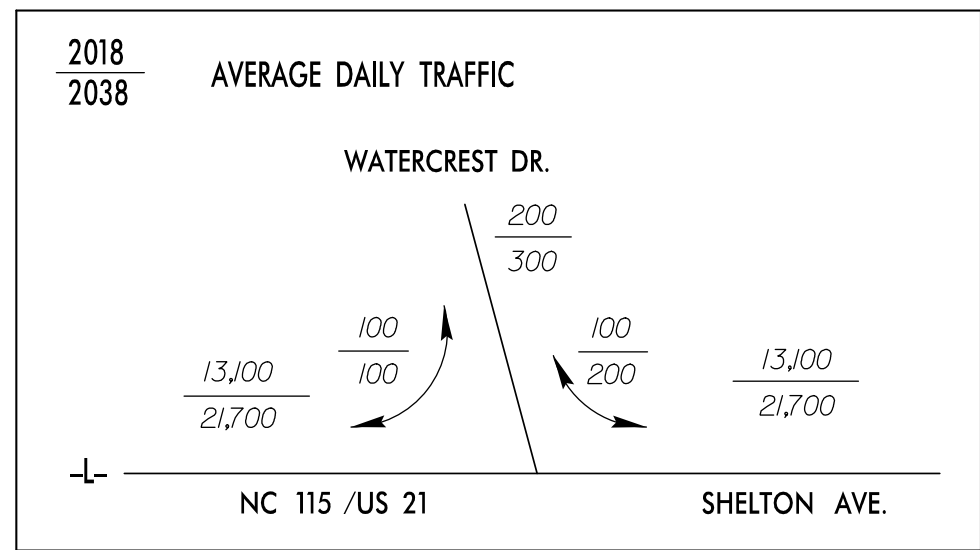 2018
2038
AVERAGE DAILY TRAFFIC
WATERCREST DR.
200
300
100
100
100
200
13,100
21,700
13,100
21,700
-L-
NC 115 /US 21
SHELTON AVE.